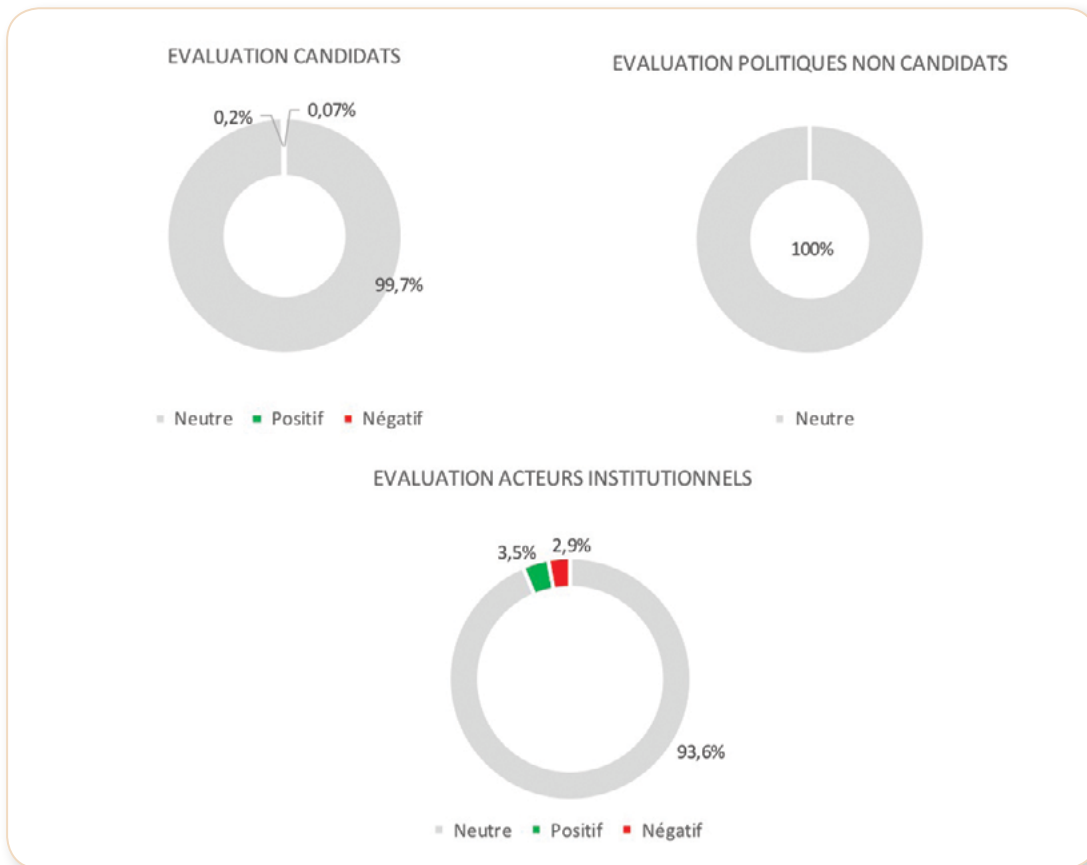 EVALUATION CANDIDATS
0,2%
0,07%
99,7%
Neutre Positif Négatif
EVALUATION POLITIQUES NON CANDIDATS
100%
Neutre
EVALUATION ACTEURS INSTITUTIONNELS
3,5%
2,9%
93,6%
Neutre Positif Négatif